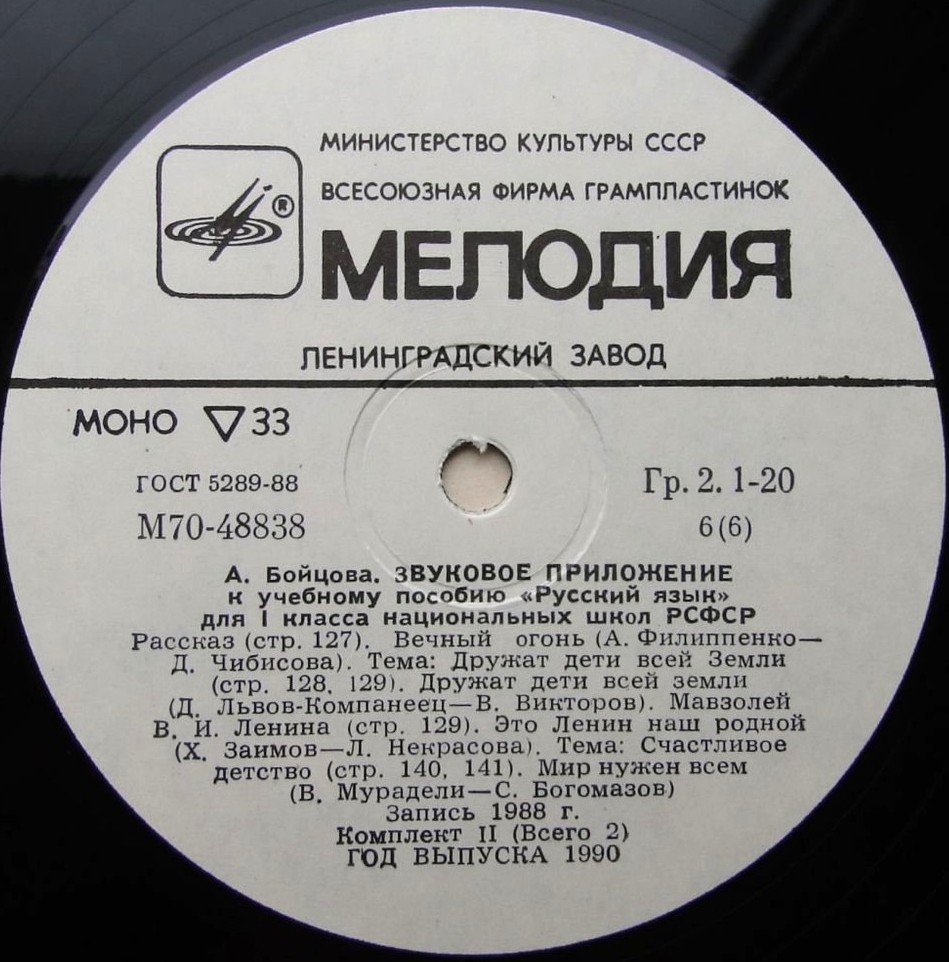 МИНИСТЕРСТВО КУЛЬТУРЫ СССР
ВСЕСОЮЗНАЯ ФИРМА ГРАМПЛАСТИНОК
®
МЕЛОДИЯ
ЛЕНИНГРАДСКИЙ ЗАВОД
МОНО ▽ 33
ГОСТ 5289-88
Гр. 2. 1-20
М70-48838
6(6)
А. Бойцова. ЗВУКОВОЕ ПРИЛОЖЕНИЕ
к учебному пособию «Русский язык»
для I класса национальных школ РСФСР
Рассказ (стр. 127). Вечный огонь (А. Филиппенко—
Д. Чибисова). Тема: Дружат дети всей Земли
(стр. 128, 129). Дружат дети всей земли
(Д. Львов-Компанеец—В. Викторов). Мавзолей
В. И. Ленина (стр. 129). Это Ленин наш родной
(Х. Заимов—Л. Некрасова). Тема: Счастливое
детство (стр. 140, 141). Мир нужен всем
(В. Мурадели—С. Богомазов)
Запись 1988 г.
Комплект II (Всего 2)
ГОД ВЫПУСКА 1990